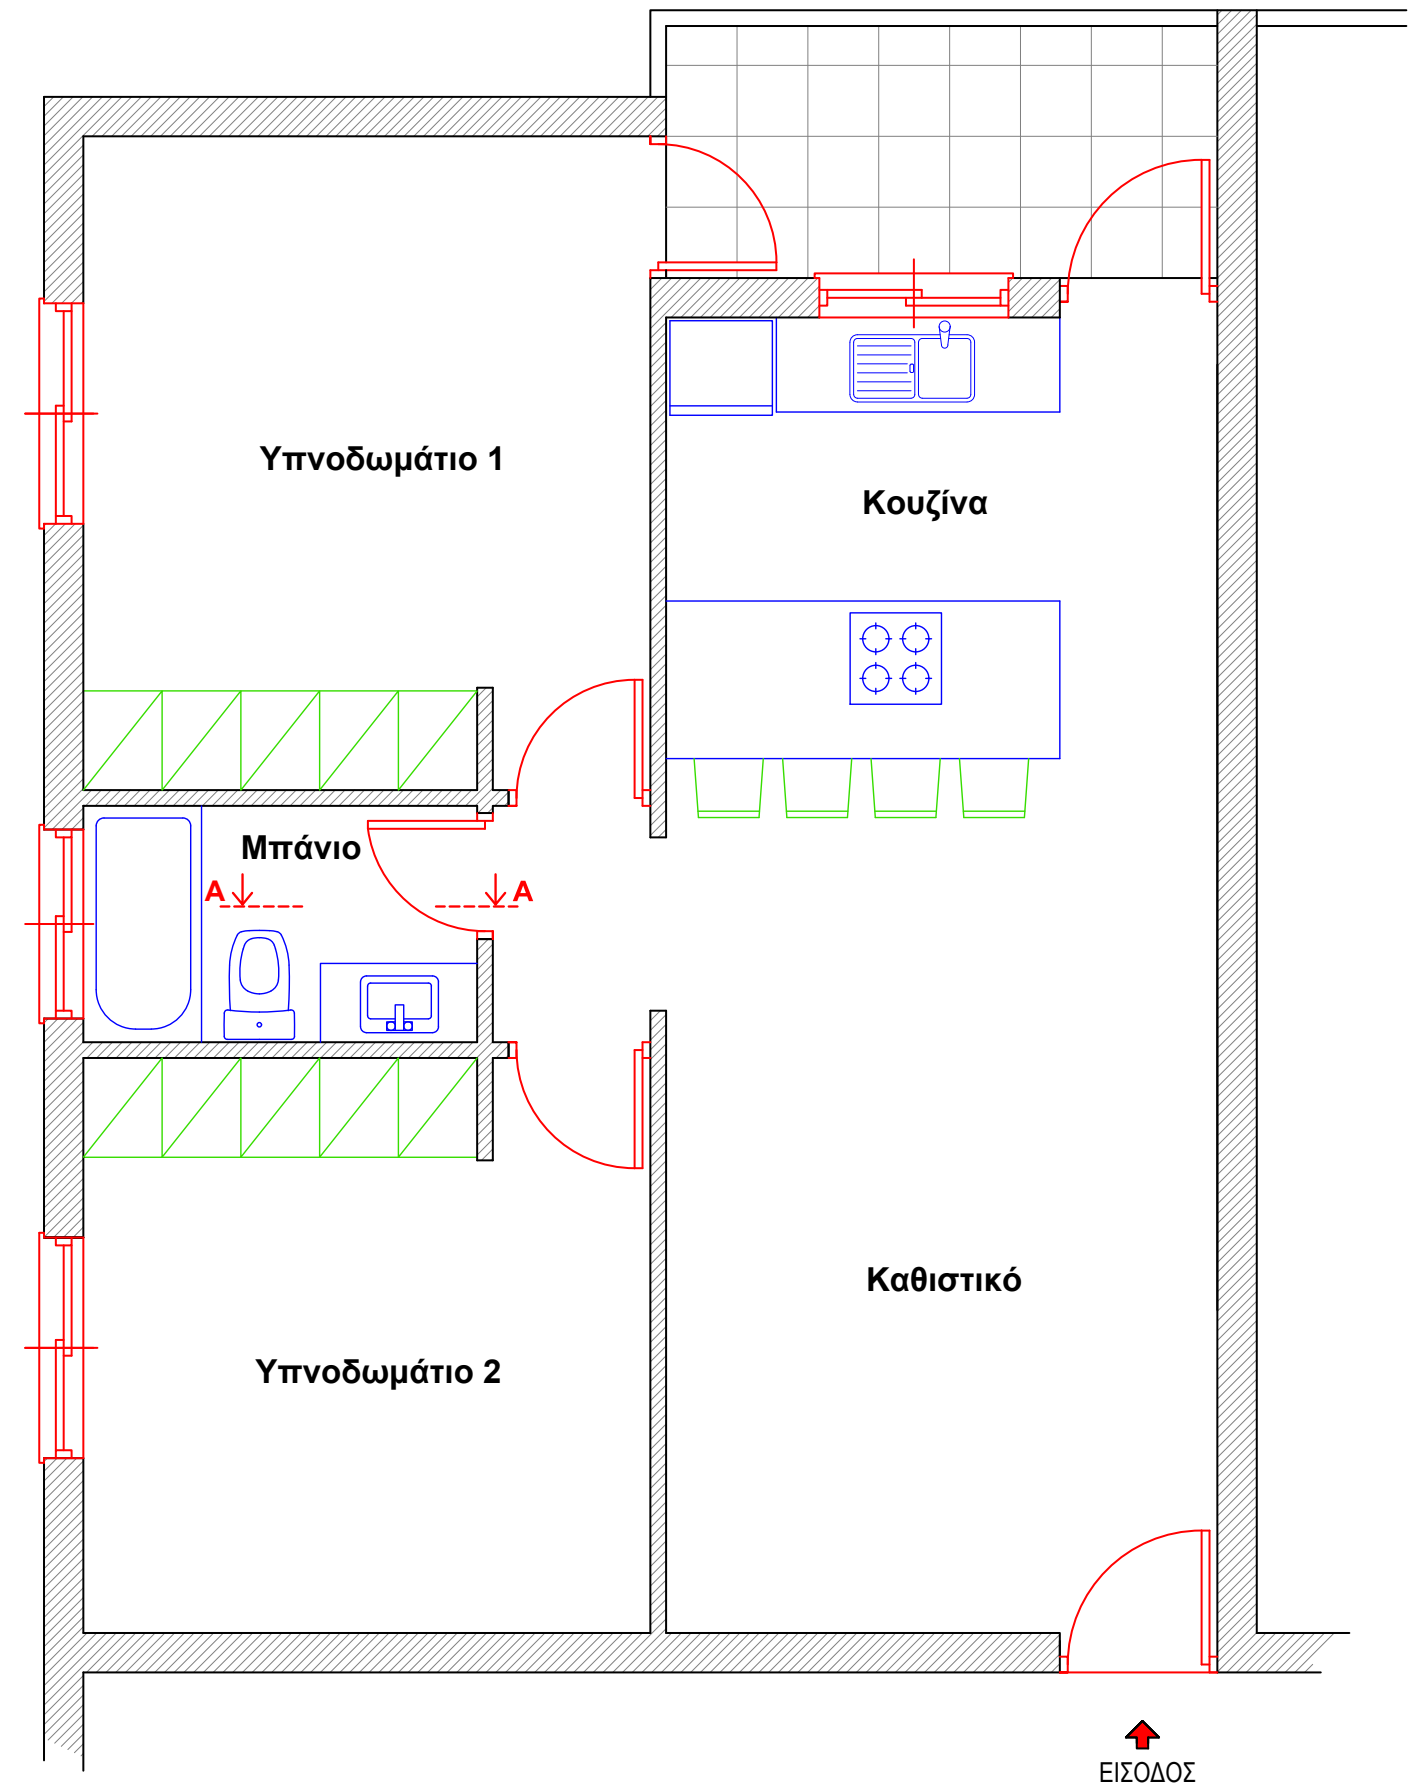 Υπνοδωμάτιο 1
Κουζίνα
Μπάνιο
A A
Καθιστικό
Υπνοδωμάτιο 2
ΕΙΣΟΔΟΣ